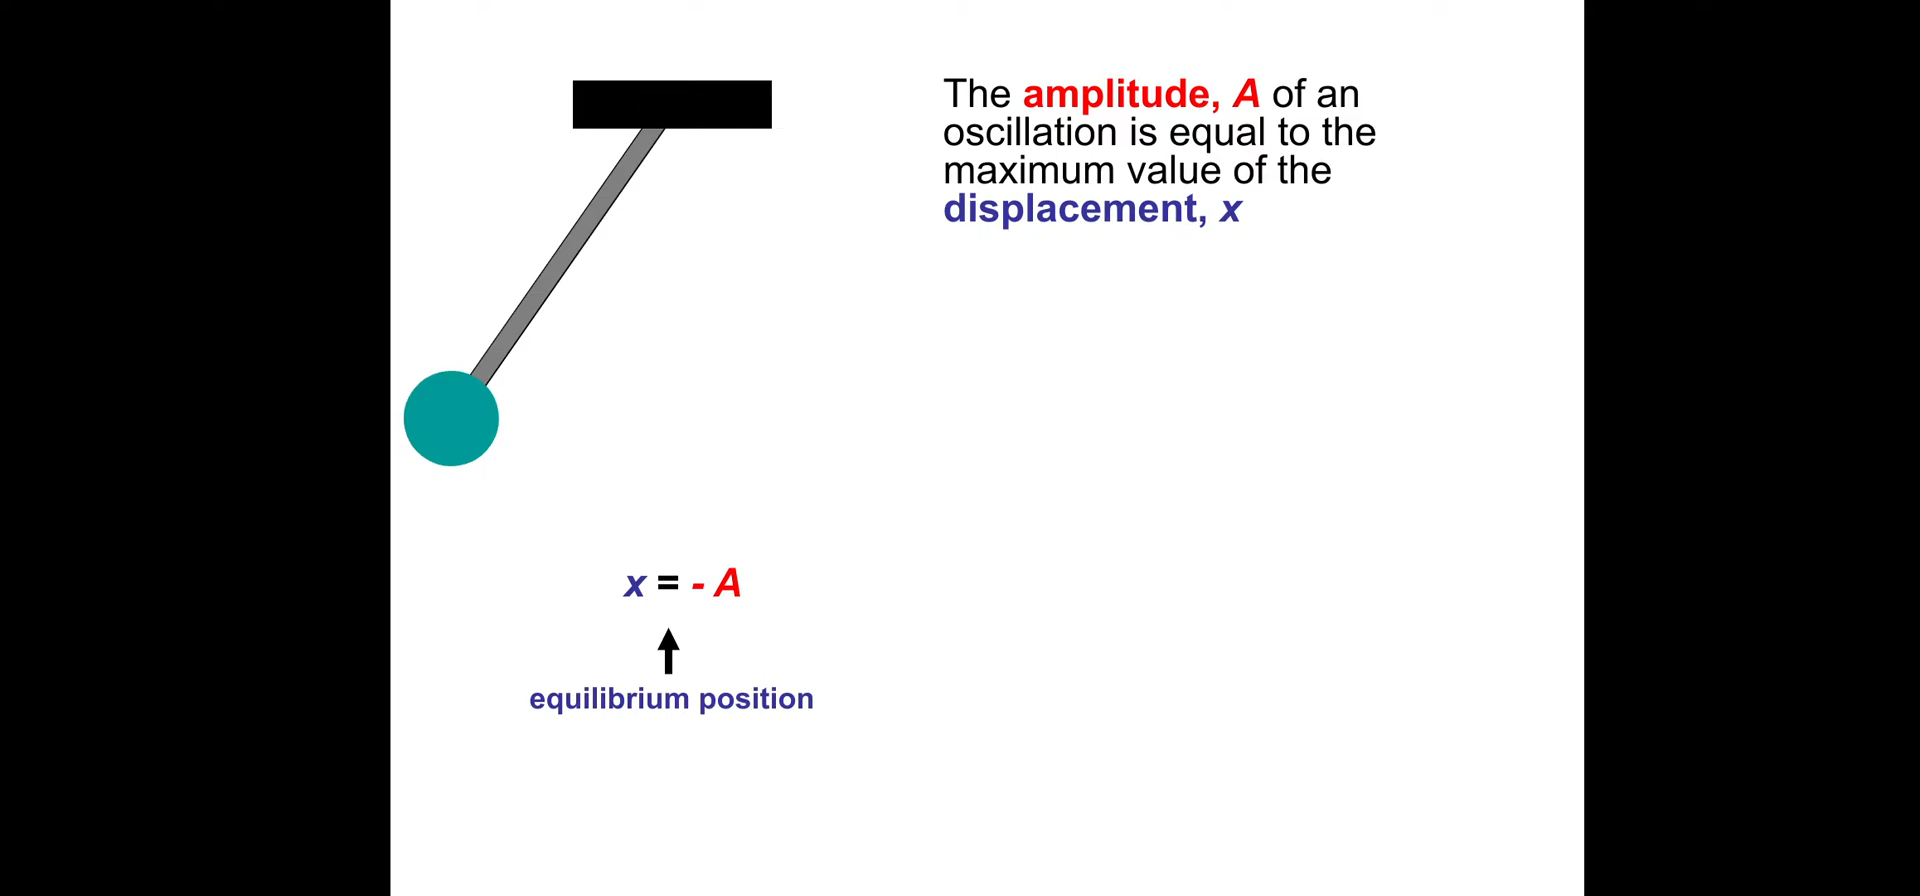 The amplitude, A of an
oscillation is equal to the
maximum value of the
displacement, x
x = - A
equilibrium position